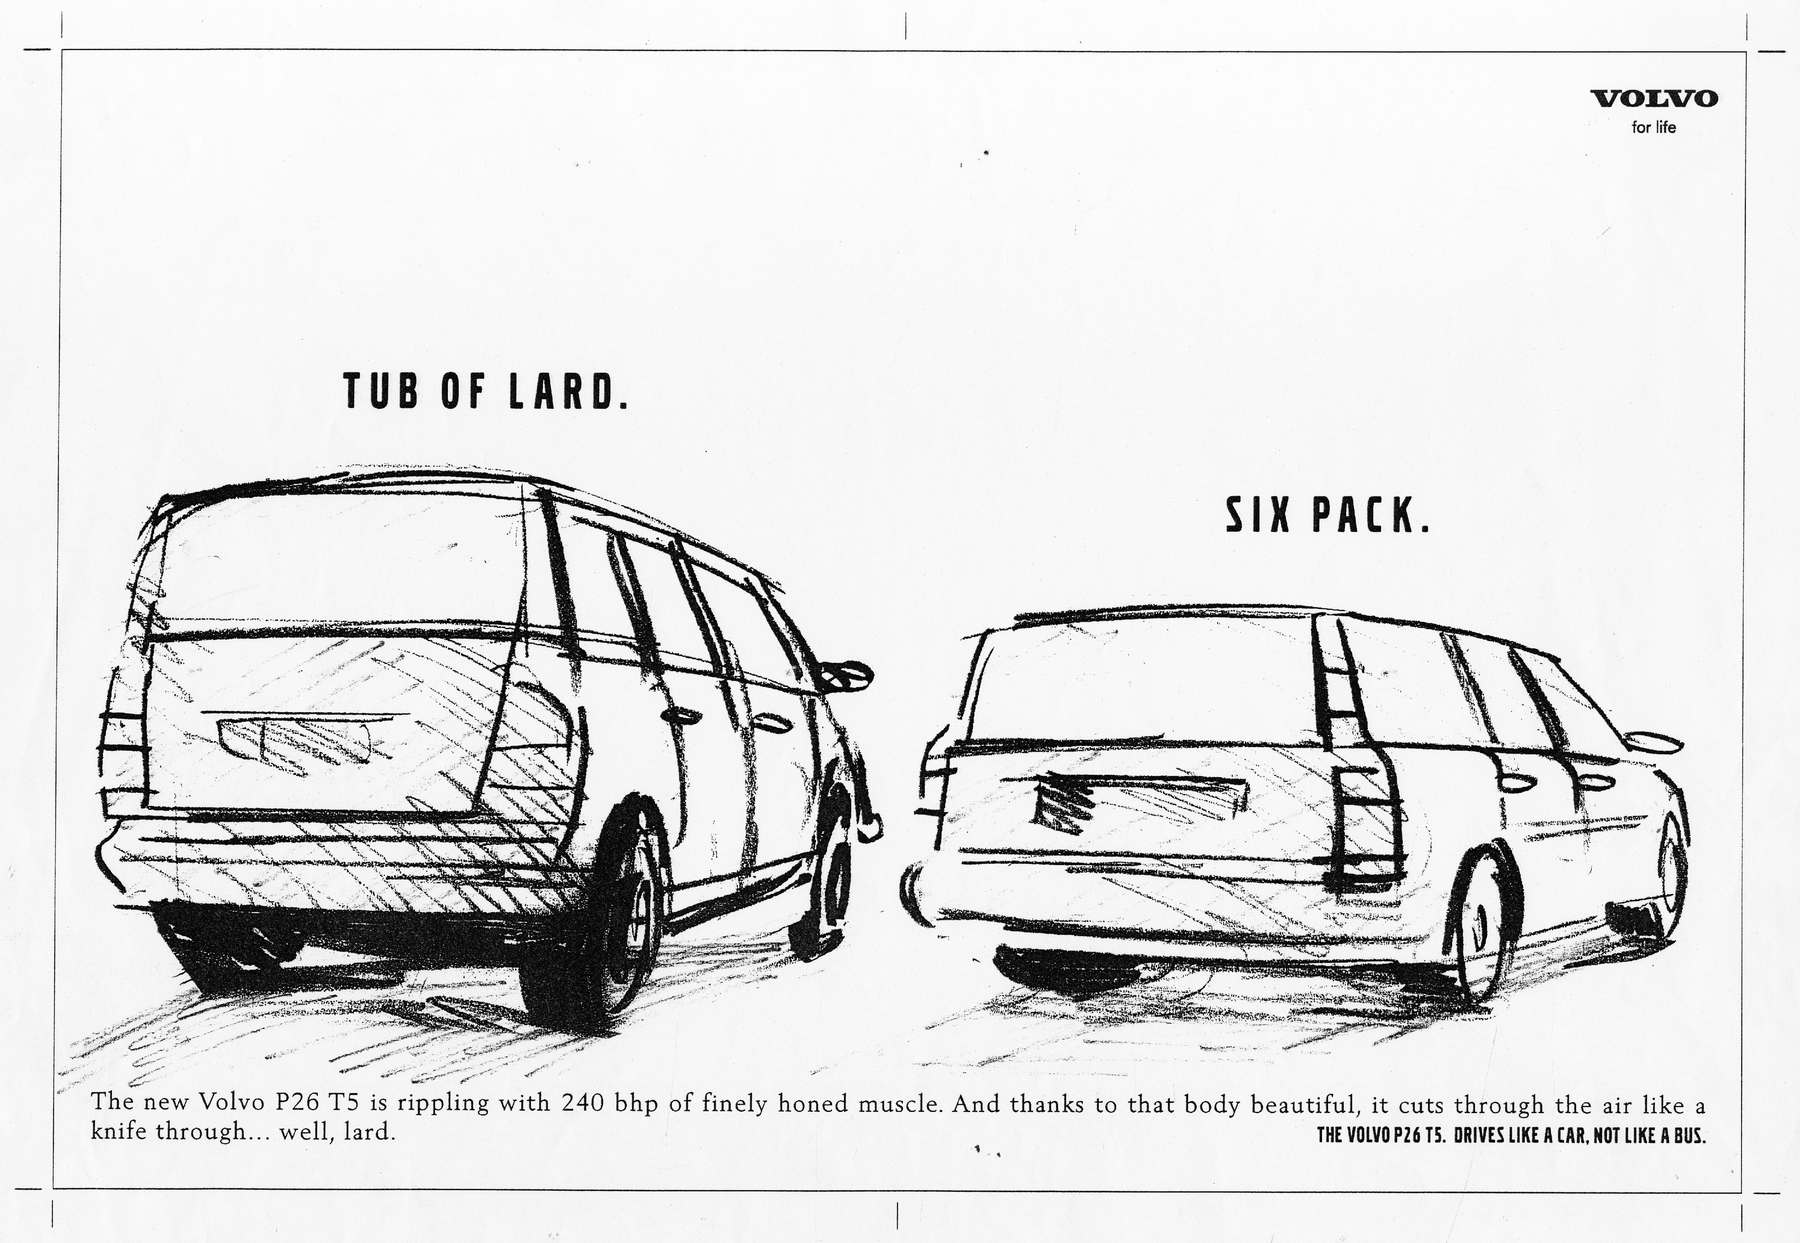 VOLVO
for life
TUB OF LARD.
SIX PACK.
The new Volvo P26 T5 is rippling with 240 bhp of finely honed muscle. And thanks to that body beautiful, it cuts through the air like a
knife through... well, lard.
THE VOLVO P26 T5. DRIVES LIKE A CAR, NOT LIKE A BUS.